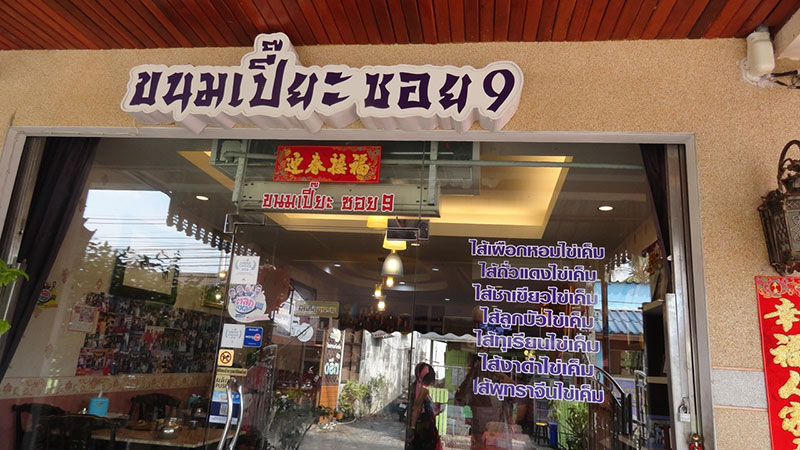 ขนมเปี๊ยะ ซอย 9
迎春接福
ขนมเปี๊ยะ ซอย 9
ไส้เผือกหอมไข่เค็ม
ไส้ถั่วแดงไข่เค็ม
ไส้ชาเขียวไข่เค็ม
ไส้ลูกบัวไข่เค็ม
ไส้ทุเรียนไข่เค็ม
ไส้งาดำไข่เค็ม
ไส้พุทราจีนไข่เค็ม
幸福人家